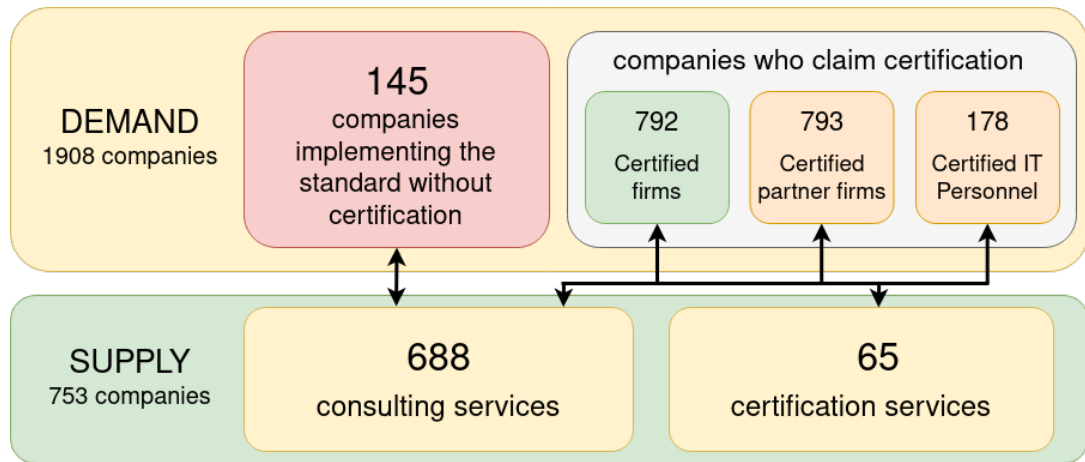 DEMAND
1908 companies
145
companies
implementing the
standard without
certification
companies who claim certification
792
Certified
firms
793
Certified
partner firms
178
Certified IT
Personnel
SUPPLY
753 companies
688
consulting services
65
certification services